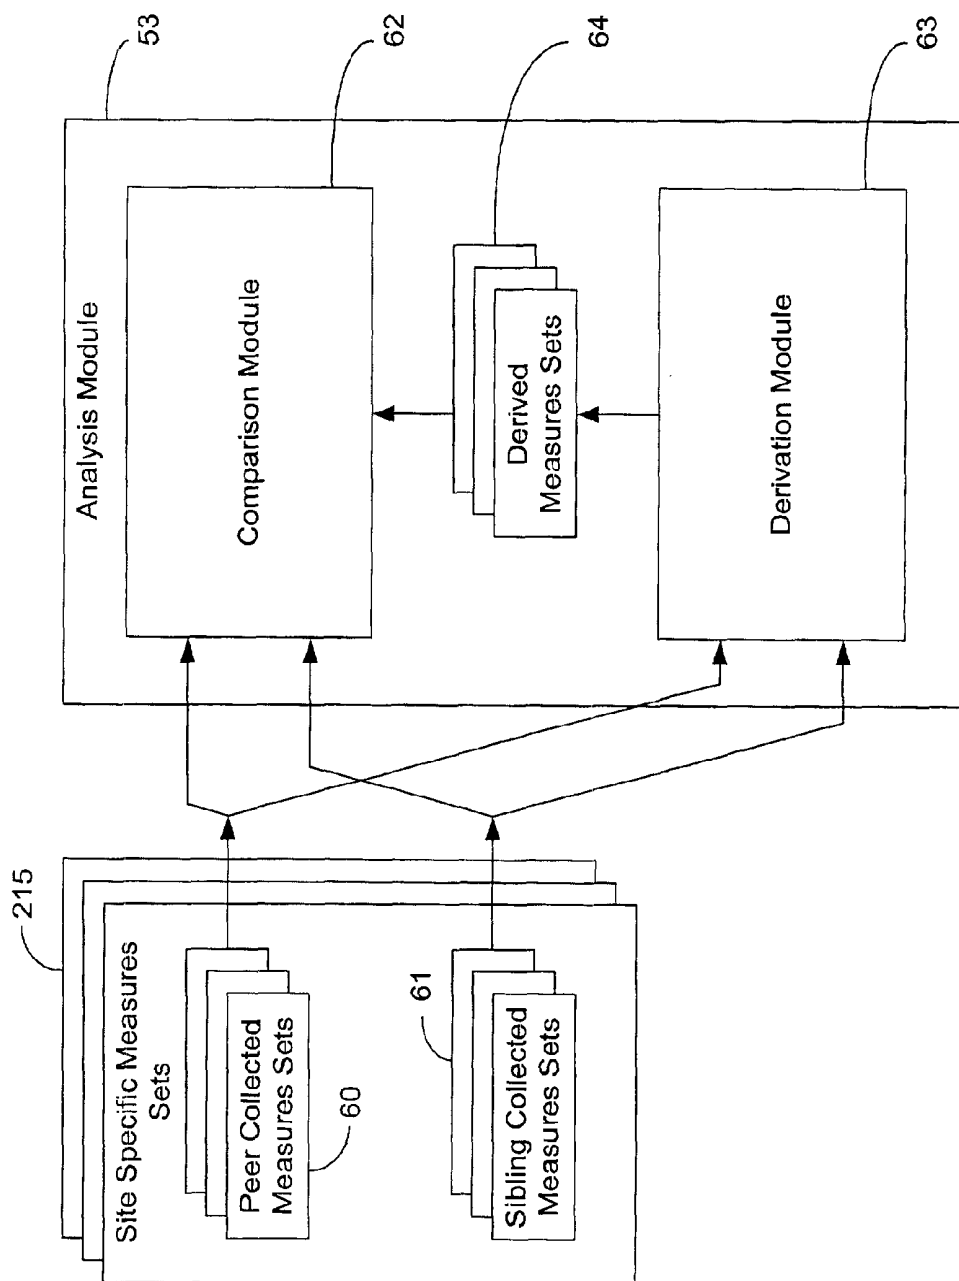 215
Site Specific Measures
Sets
Peer Collected
Measures Sets
60
61
Sibling Collected
Measures Sets
53
Analysis Module
62
Comparison Module
64
Derived
Measures Sets
63
Derivation Module